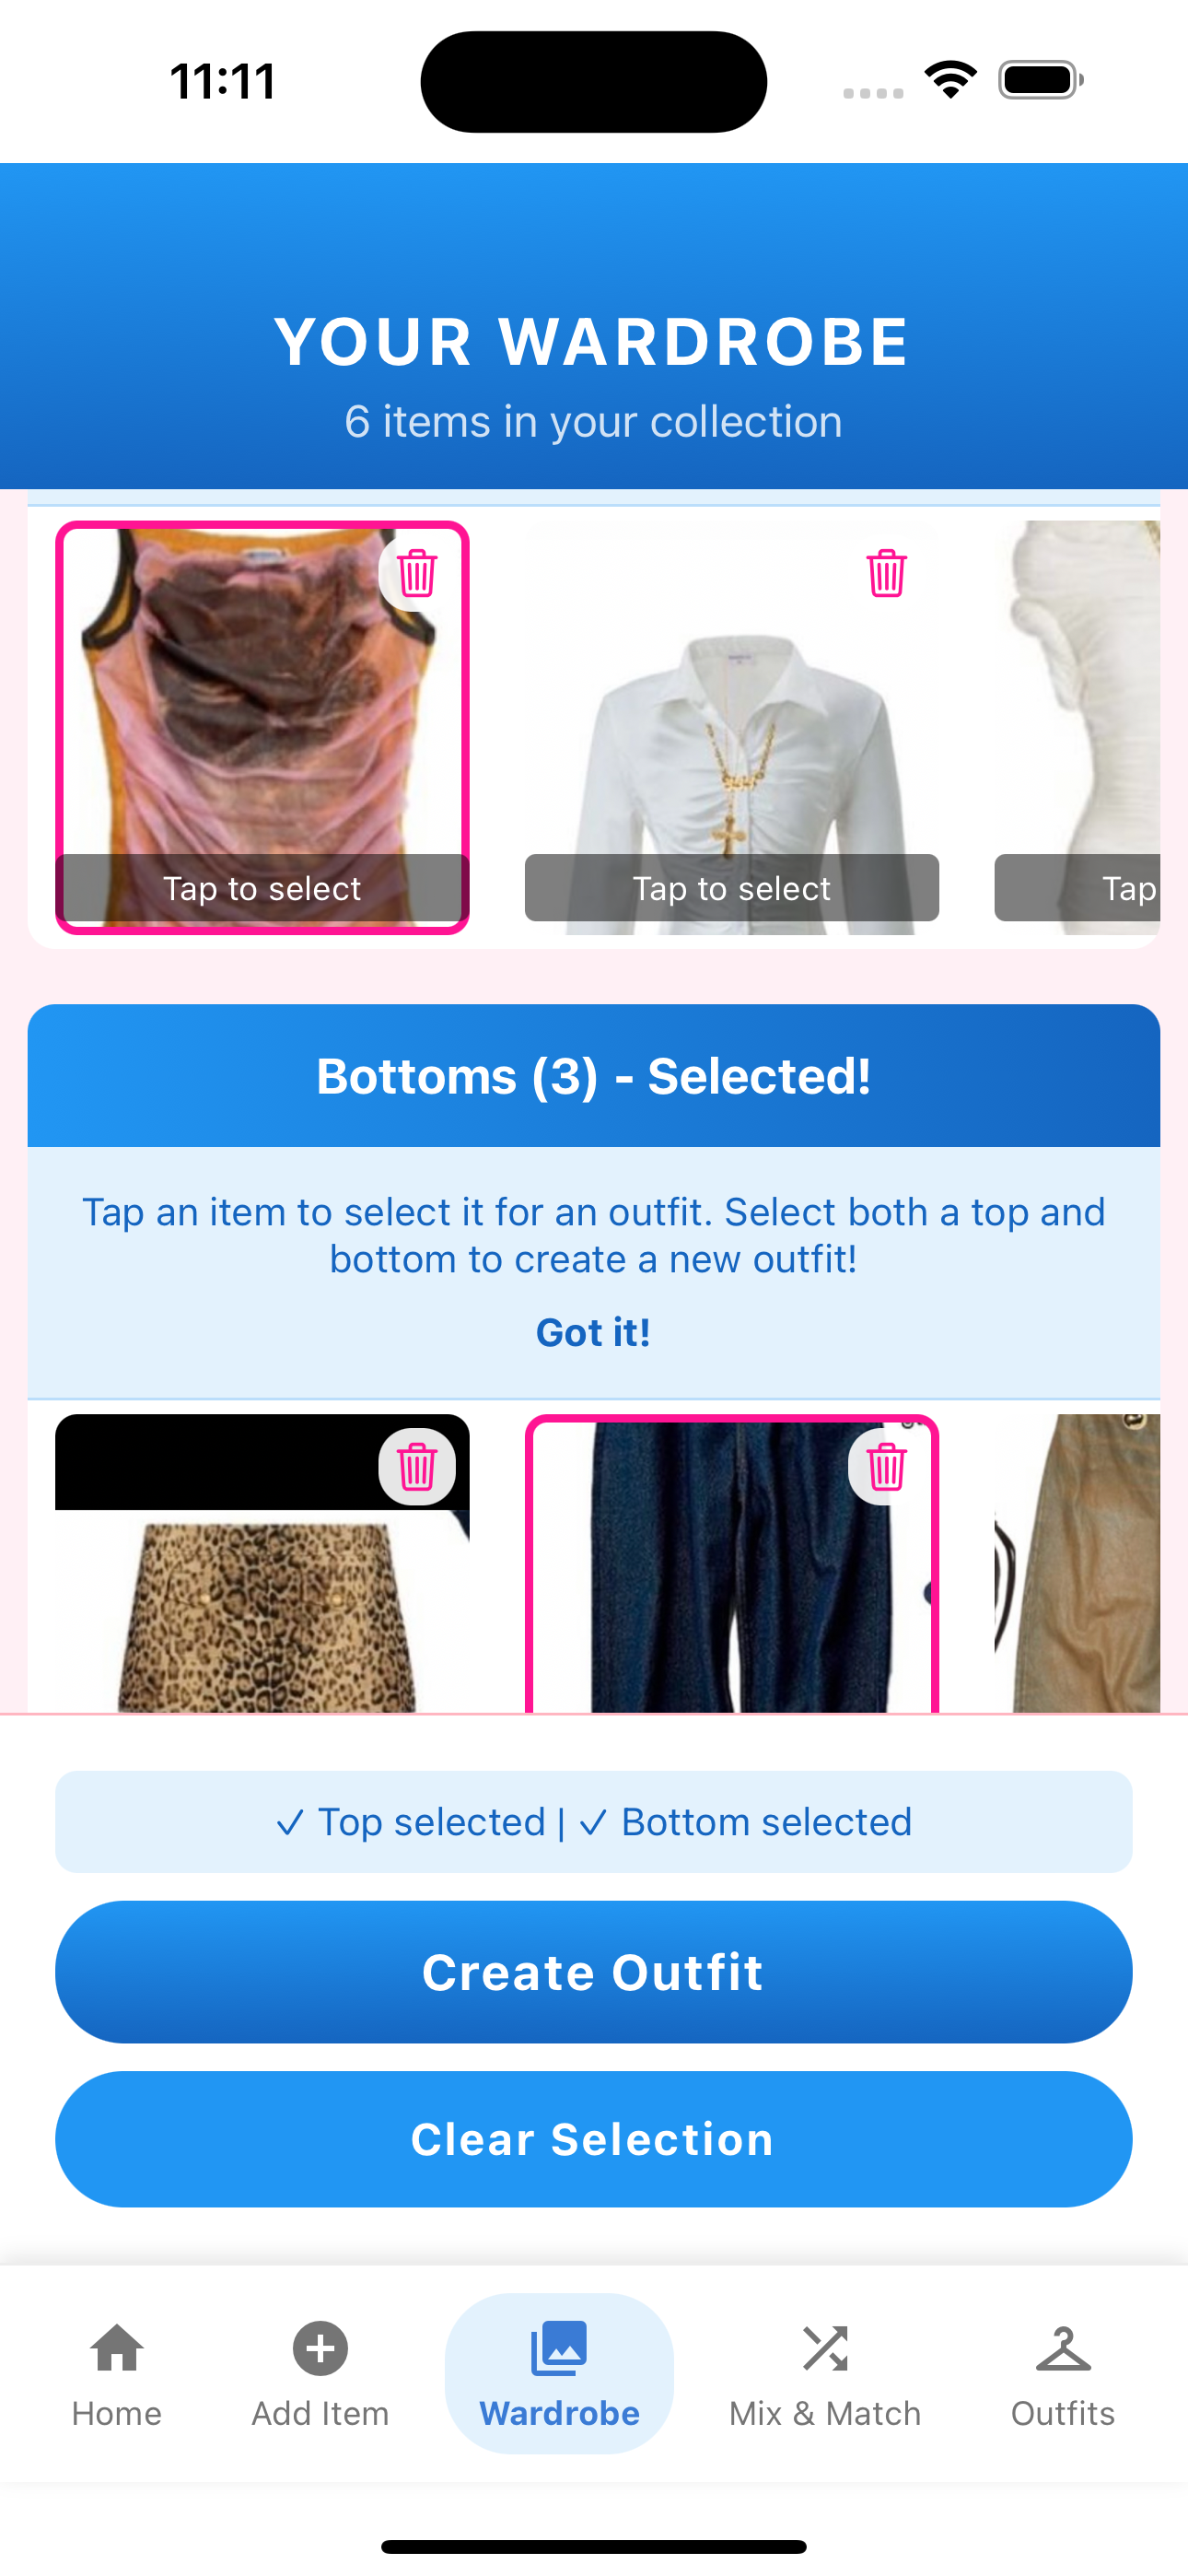 11:11
YOUR WARDROBE
6 items in your collection
Tap to select
Tap to select
Tap
Bottoms (3) - Selected!
Tap an item to select it for an outfit. Select both a top and
bottom to create a new outfit!
Got it!
✓ Top selected | ✓ Bottom selected
Create Outfit
Clear Selection
Home
Add Item
Wardrobe
Mix & Match
Outfits